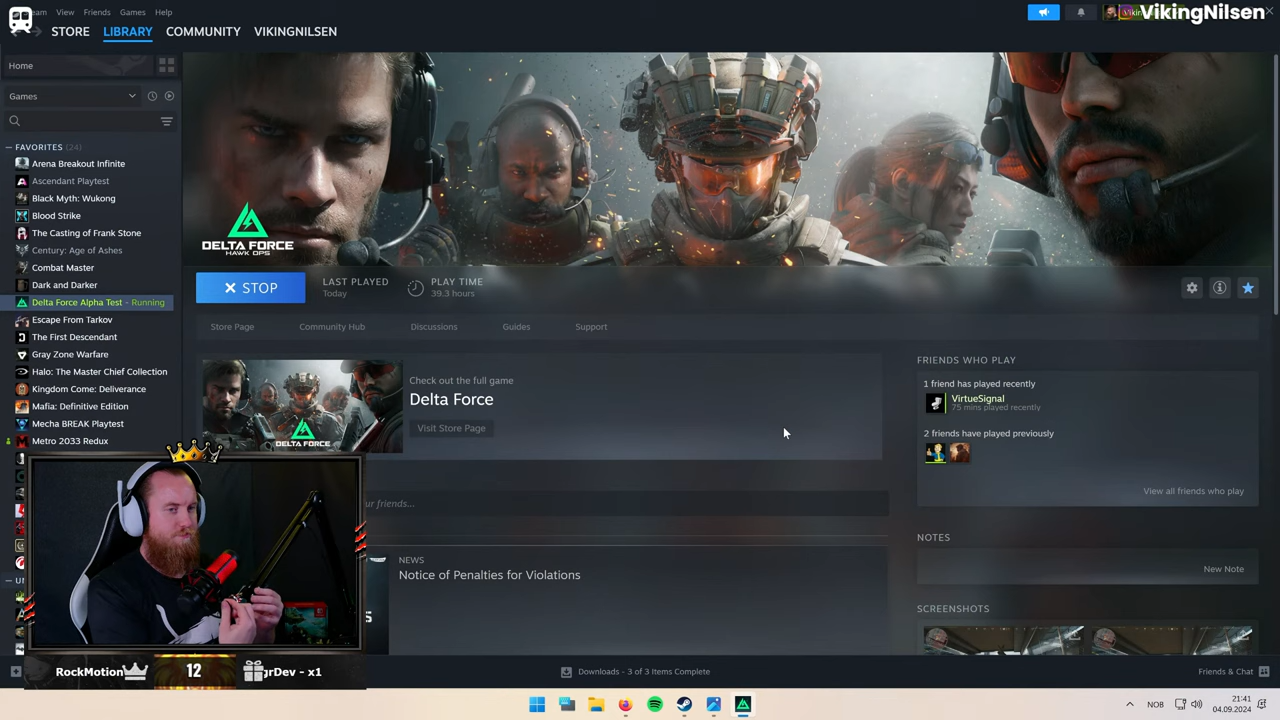 View
Friends
Games
Help
VikingNilsen
STORE
LIBRARY
COMMUNITY
VIKINGNILSEN
Home
Games
FAVORITES (24)
Arena Breakout Infinite
Ascendant Playtest
Black Myth: Wukong
Blood Strike
The Casting of Frank Stone
Century: Age of Ashes
Combat Master
Dark and Darker
Delta Force Alpha Test - Running
Escape From Tarkov
The First Descendant
Gray Zone Warfare
Halo: The Master Chief Collection
Kingdom Come: Deliverance
Mafia: Definitive Edition
Mecha BREAK Playtest
Metro 2033 Redux
DELTA FORCE
HAWK OPS
STOP
LAST PLAYED
Today
PLAY TIME
39.3 hours
Store Page
Community Hub
Discussions
Guides
Support
DELTA FORCE
Check out the full game
Delta Force
Visit Store Page
ur friends...
NEWS
Notice of Penalties for Violations
FRIENDS WHO PLAY
1 friend has played recently
VirtueSignal
75 mins played recently
2 friends have played previously
View all friends who play
NOTES
New Note
SCREENSHOTS
RockMotion
12
grDev - x1
Downloads - 3 of 3 Items Complete
Friends & Chat
NOB
21:41
04.09.2024